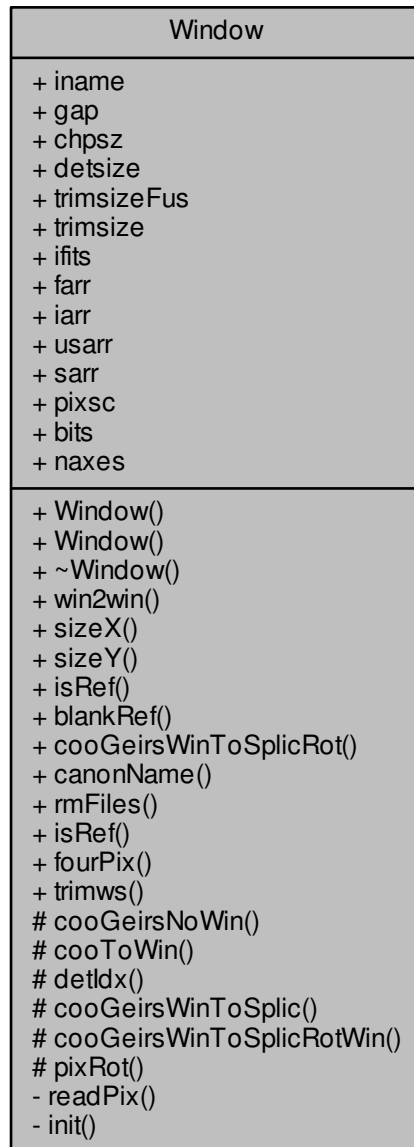 Window
+ iname
+ gap
+ chpsz
+ detsize
+ trimsizeFus
+ trimsize
+ ifits
+ farr
+ iarr
+ usarr
+ sarr
+ pixsc
+ bits
+ naxes
+ Window()
+ Window()
+ ~Window()
+ win2win()
+ sizeX()
+ sizeY()
+ isRef()
+ blankRef()
+ cooGeirsWinToSplicRot()
+ canonName()
+ rmFiles()
+ isRef()
+ fourPix()
+ trimws()
# cooGeirsNoWin()
# cooToWin()
# detIdx()
# cooGeirsWinToSplic()
# cooGeirsWinToSplicRotWin()
# pixRot()
- readPix()
- init()